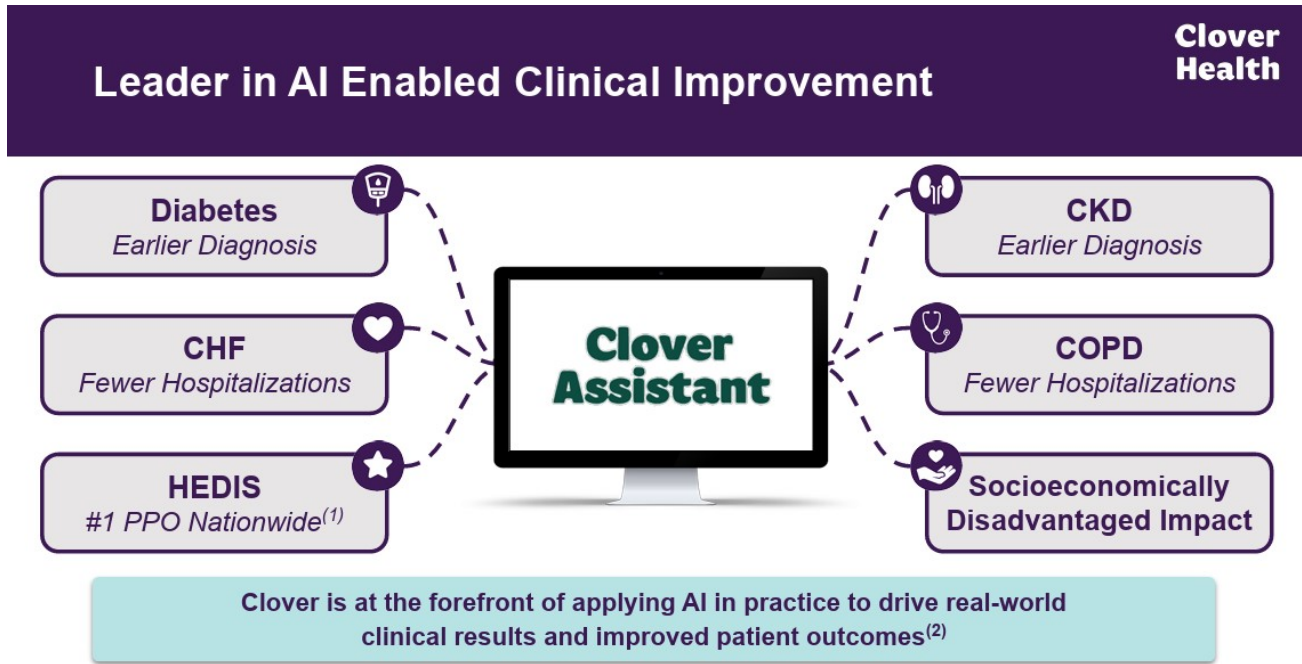 Clover
Health
Leader in AI Enabled Clinical Improvement
Diabetes
Earlier Diagnosis
CHF
Fewer Hospitalizations
HEDIS
#1 PPO Nationwide(1)
Clover
Assistant
CKD
Earlier Diagnosis
COPD
Fewer Hospitalizations
Socioeconomically
Disadvantaged Impact
Clover is at the forefront of applying AI in practice to drive real-world
clinical results and improved patient outcomes(2)